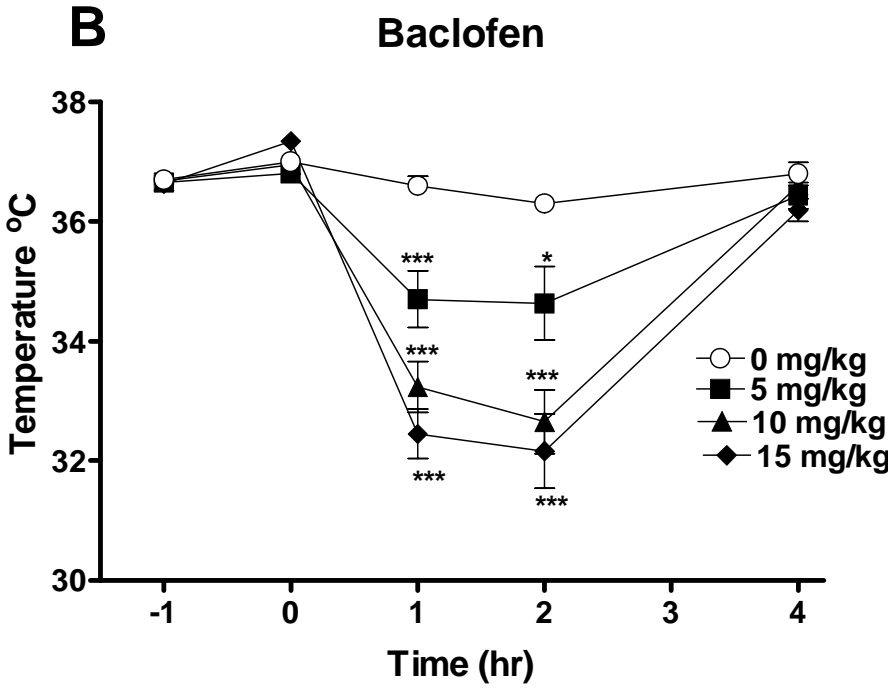 B
Baclofen
38
36
34
32
30
Temperature ºC
***
*
***
***
***
***
0 mg/kg
5 mg/kg
10 mg/kg
15 mg/kg
-1 0 1 2 3 4
Time (hr)